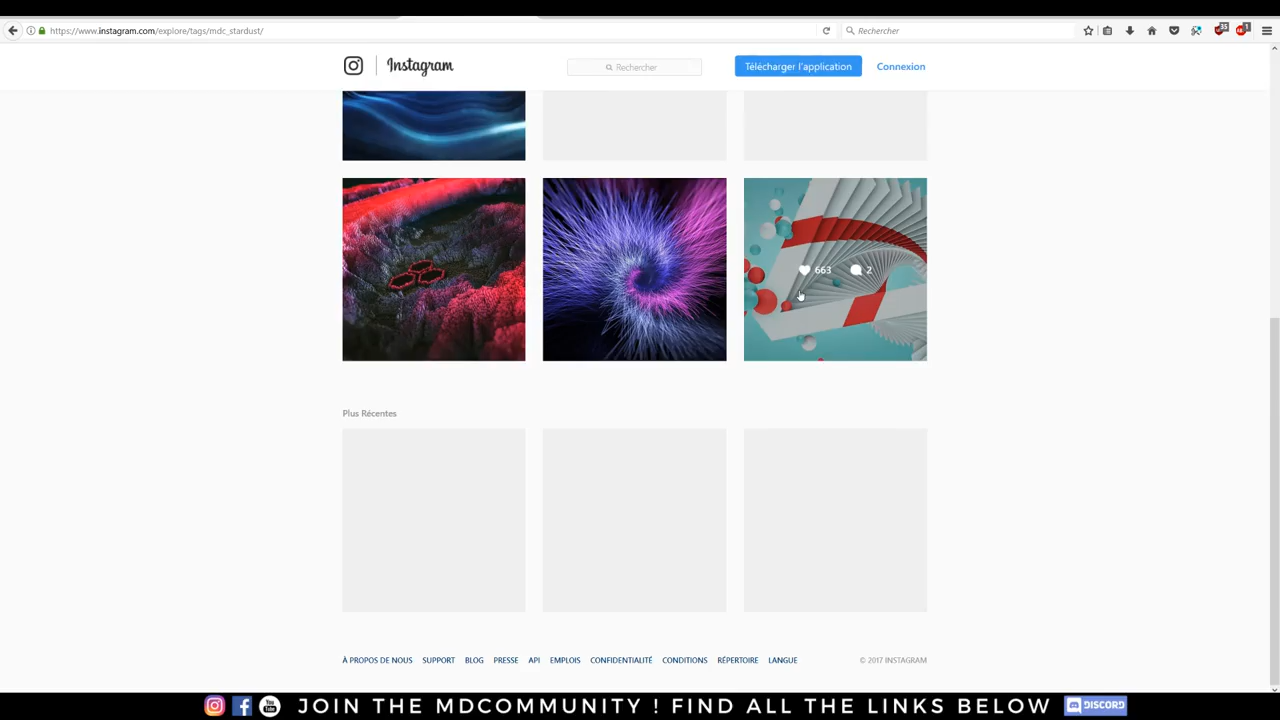 https://www.instagram.com/explore/tags/mdc_stardust/
Rechercher
33
1
Instagram
Rechercher
Télécharger l'application
Connexion
663
2
Plus Récentes
À PROPOS DE NOUS
SUPPORT
BLOG
PRESSE
API
EMPLOIS
CONFIDENTIALITÉ
CONDITIONS
RÉPERTOIRE
LANGUE
© 2017 INSTAGRAM
JOIN THE MDCOMMUNITY ! FIND ALL THE LINKS BELOW
DISCORD